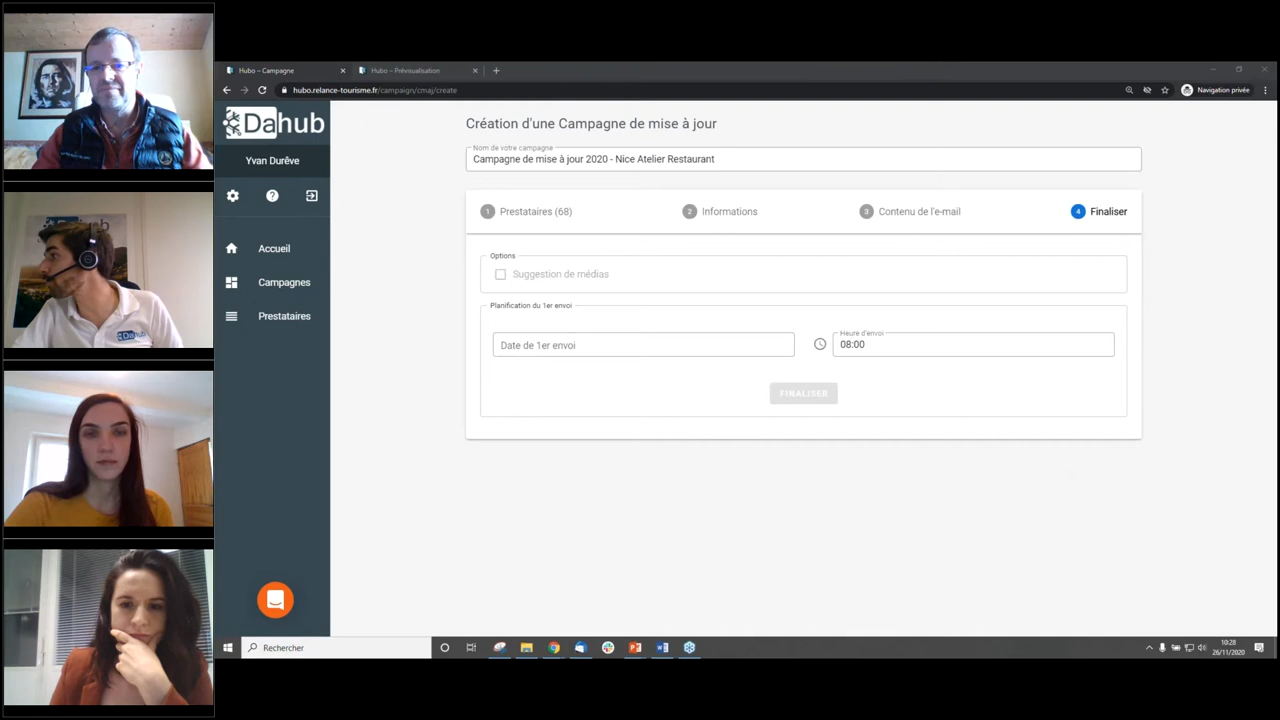 Hubo – Campagne
Hubo – Prévisualisation
hubo.relance-tourisme.fr/campaign/cmaj/create
Navigation privée
Dahub
Yvan Durêve
Accueil
Campagnes
Prestataires
Création d'une Campagne de mise à jour
Nom de votre campagne
Campagne de mise à jour 2020 - Nice Atelier Restaurant
1 Prestataires (68)
2 Informations
3 Contenu de l'e-mail
4 Finaliser
Options
Suggestion de médias
Planification du 1er envoi
Date de 1er envoi
Heure d'envoi
08:00
FINALISER
Rechercher
10:28
26/11/2020
Dahub